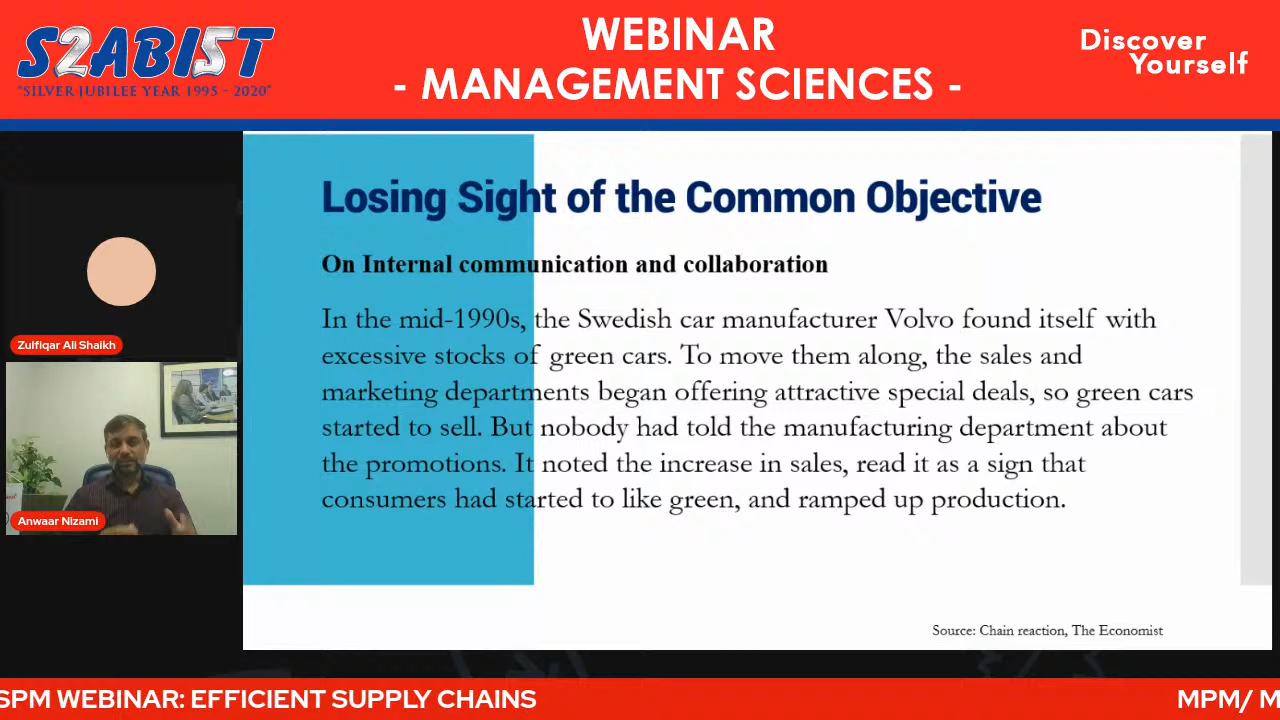 SZABIST
"SILVER JUBILEE YEAR 1995 - 2020"
WEBINAR
- MANAGEMENT SCIENCES -
Discover
Yourself
Zulfiqar Ali Shaikh
Anwaar Nizami
Losing Sight of the Common Objective
On Internal communication and collaboration
In the mid-1990s, the Swedish car manufacturer Volvo found itself with
excessive stocks of green cars. To move them along, the sales and
marketing departments began offering attractive special deals, so green cars
started to sell. But nobody had told the manufacturing department about
the promotions. It noted the increase in sales, read it as a sign that
consumers had started to like green, and ramped up production.
Source: Chain reaction, The Economist
SPM WEBINAR: EFFICIENT SUPPLY CHAINS
MPM/ M